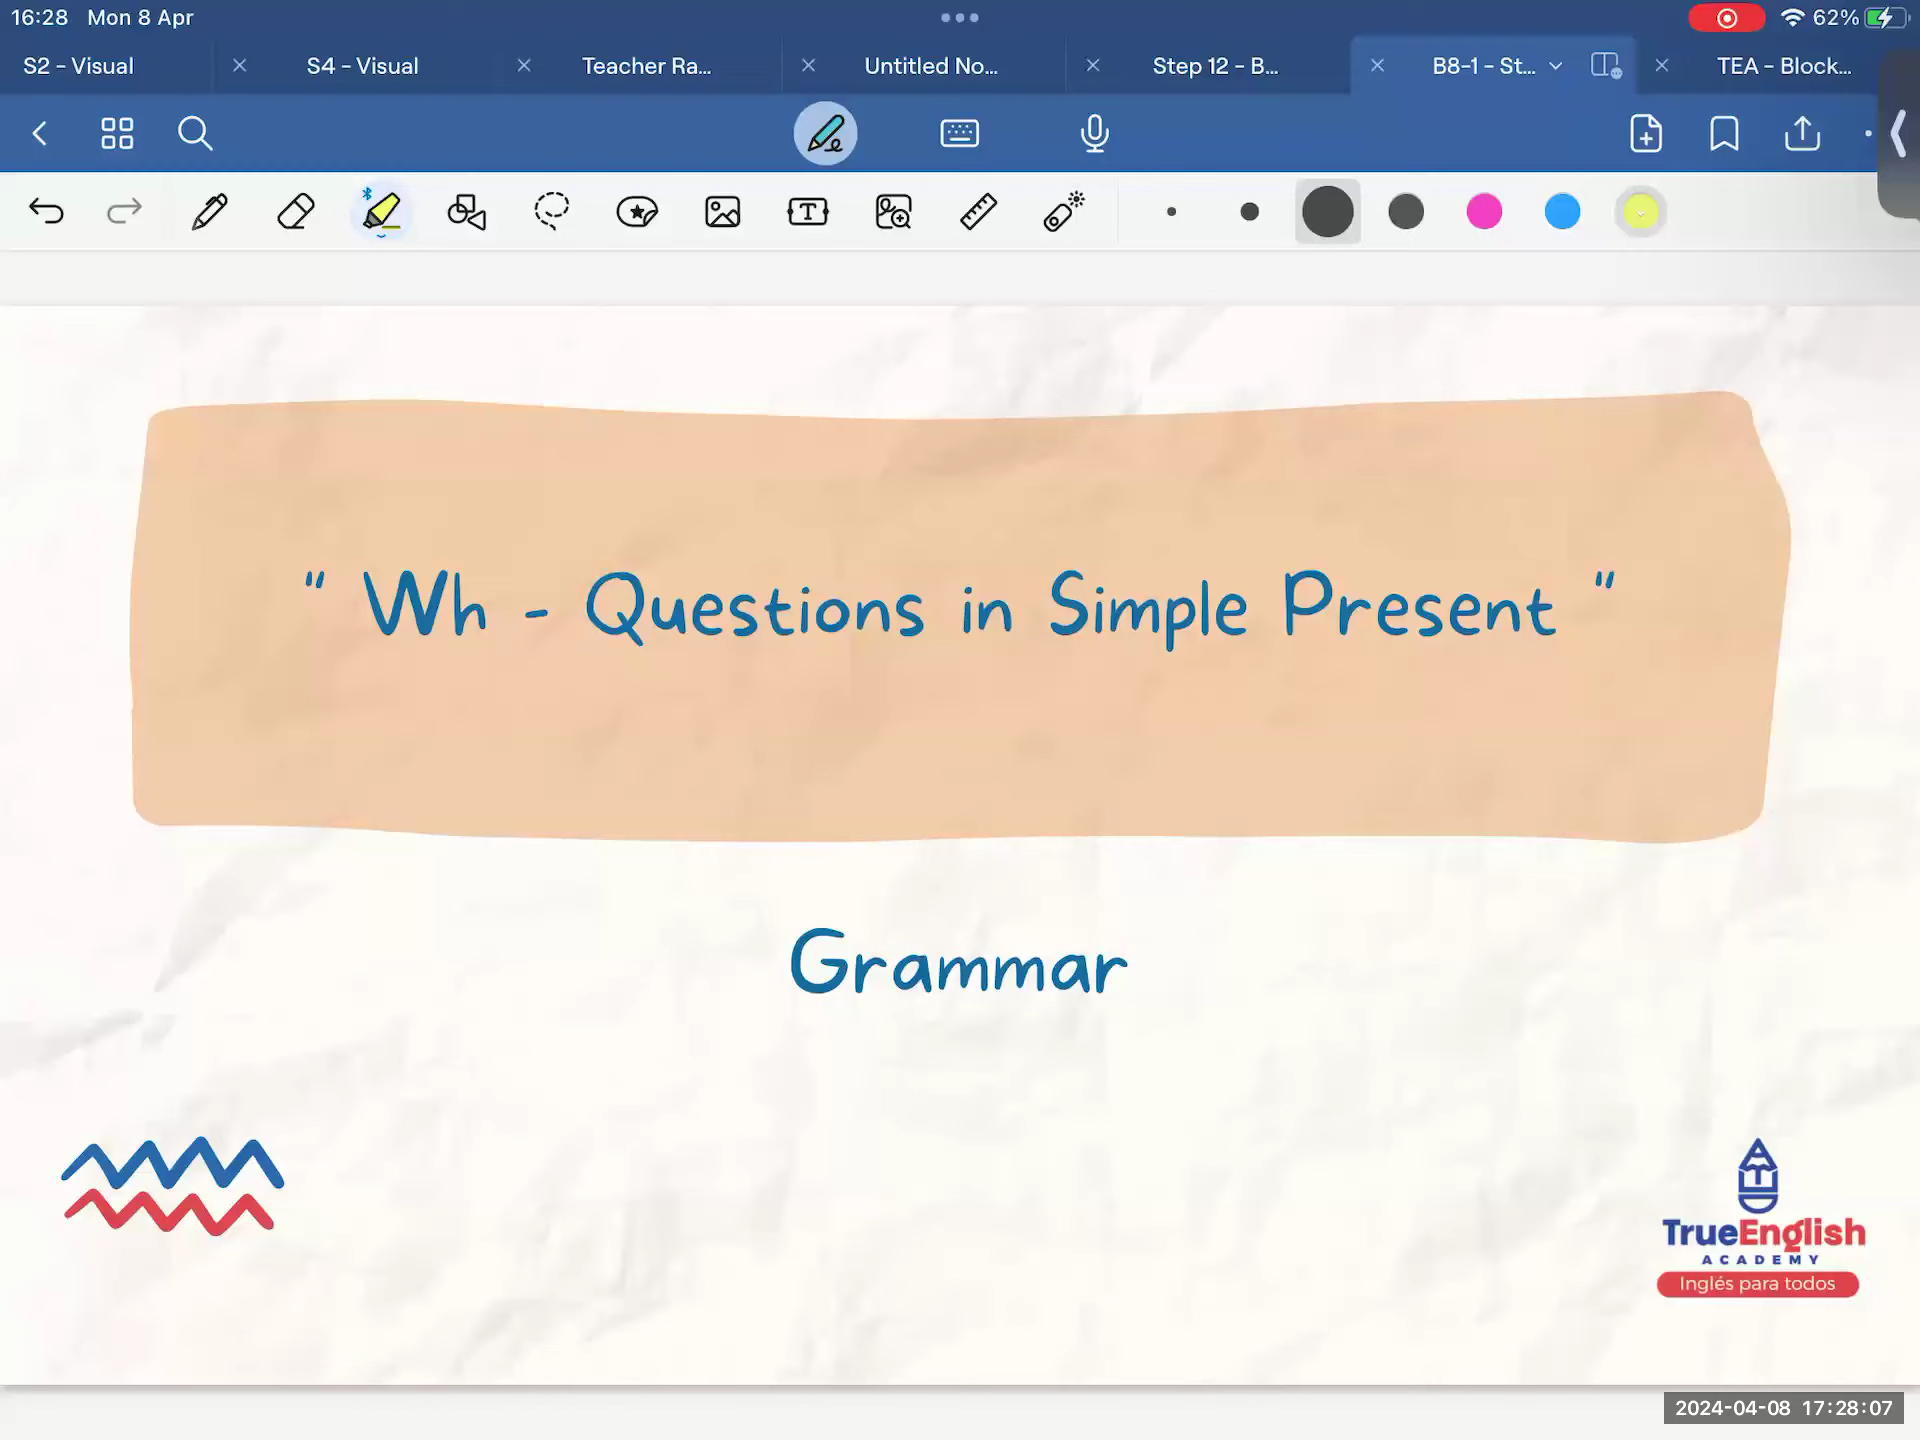 16:28 Mon 8 Apr
62%
S2 - Visual
S4 - Visual
Teacher Ra...
Untitled No...
Step 12 - B...
B8-1 - St...
TEA - Block...
" Wh - Questions in Simple Present "
Grammar
TrueEnglish
ACADEMY
Inglés para todos
2024-04-08 17:28:07